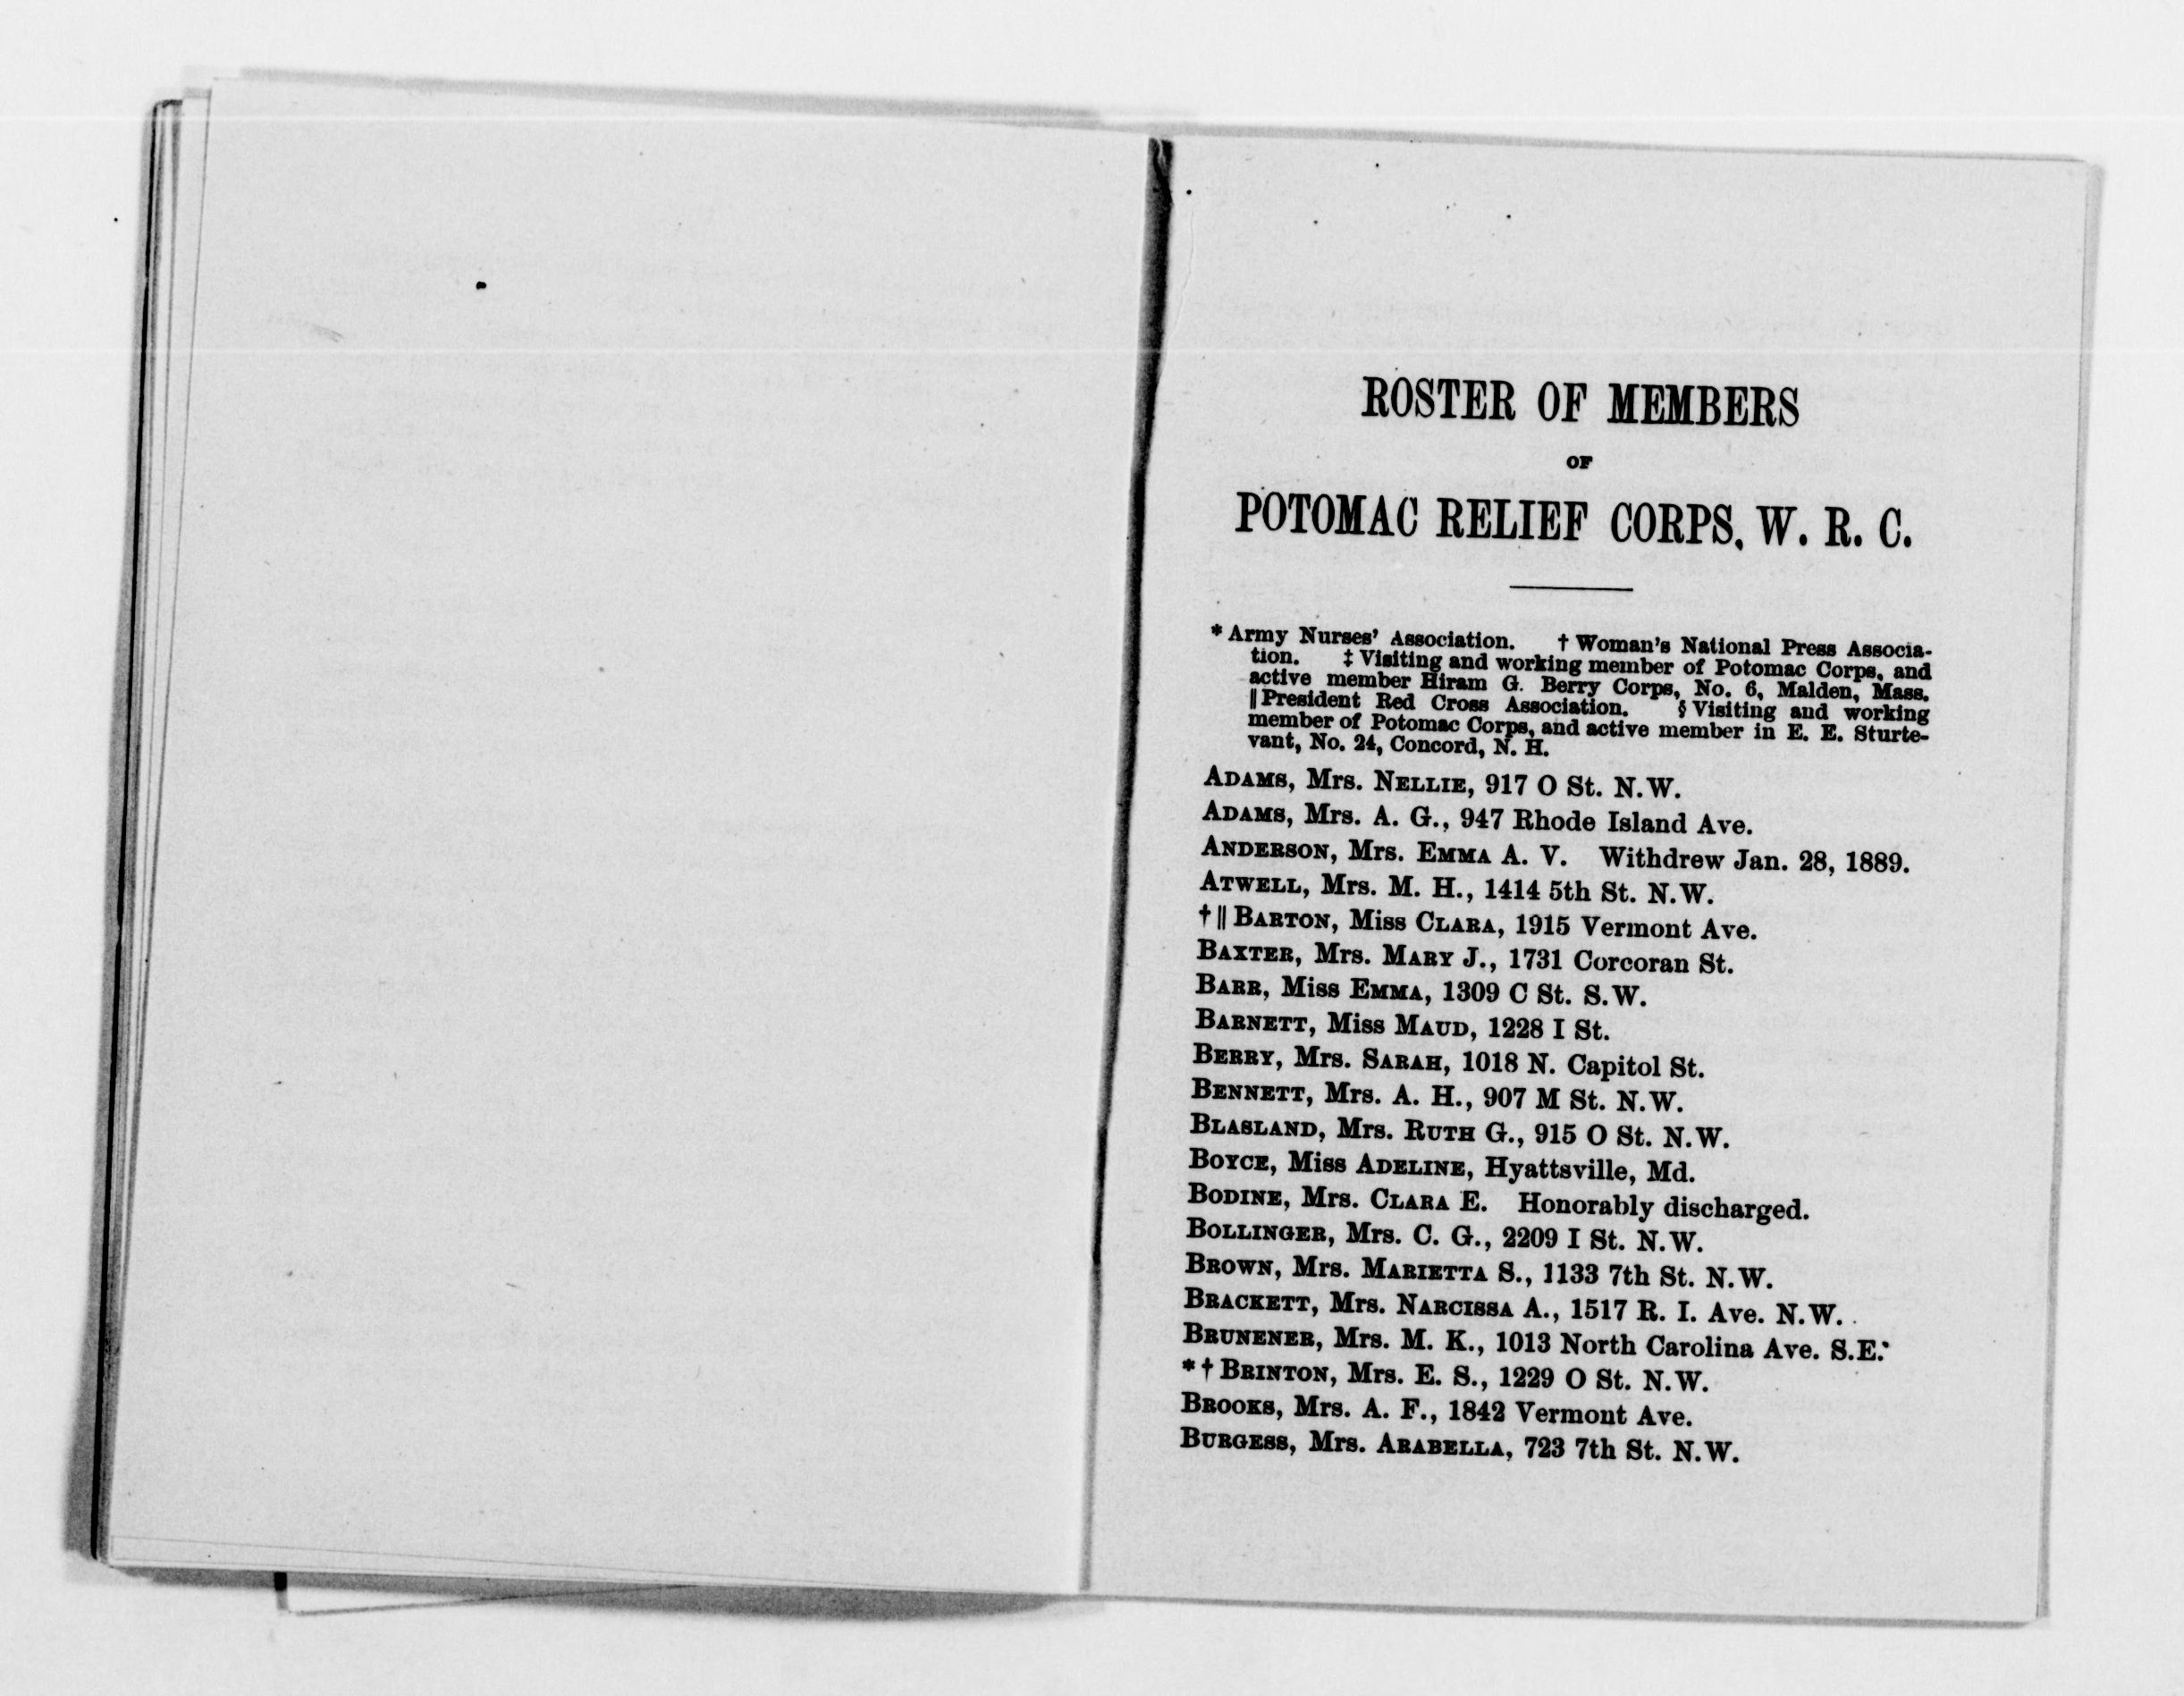 ROSTER OF MEMBERS
OF
POTOMAC RELIEF CORPS, W. R. C.
* Army Nurses' Association. † Woman's National Press Associa-
tion. ‡ Visiting and working member of Potomac Corps, and
active member Hiram G. Berry Corps, No. 6, Malden, Mass.
‖ President Red Cross Association. § Visiting and working
member of Potomac Corps, and active member in E. E. Sturte-
vant, No. 24, Concord, N. H.
ADAMS, Mrs. NELLIE, 917 O St. N.W.
ADAMS, Mrs. A. G., 947 Rhode Island Ave.
ANDERSON, Mrs. EMMA A. V. Withdrew Jan. 28, 1889.
ATWELL, Mrs. M. H., 1414 5th St. N.W.
† ‖ BARTON, Miss CLARA, 1915 Vermont Ave.
BAXTER, Mrs. MARY J., 1731 Corcoran St.
BARR, Miss EMMA, 1309 C St. S.W.
BARNETT, Miss MAUD, 1228 I St.
BERRY, Mrs. SARAH, 1018 N. Capitol St.
BENNETT, Mrs. A. H., 907 M St. N.W.
BLASLAND, Mrs. RUTH G., 915 O St. N.W.
BOYCE, Miss ADELINE, Hyattsville, Md.
BODINE, Mrs. CLARA E. Honorably discharged.
BOLLINGER, Mrs. C. G., 2209 I St. N.W.
BROWN, Mrs. MARIETTA S., 1133 7th St. N.W.
BRACKETT, Mrs. NARCISSA A., 1517 R. I. Ave. N.W.
BRUNENER, Mrs. M. K., 1013 North Carolina Ave. S.E.
* † BRINTON, Mrs. E. S., 1229 O St. N.W.
BROOKS, Mrs. A. F., 1842 Vermont Ave.
BURGESS, Mrs. ARABELLA, 723 7th St. N.W.